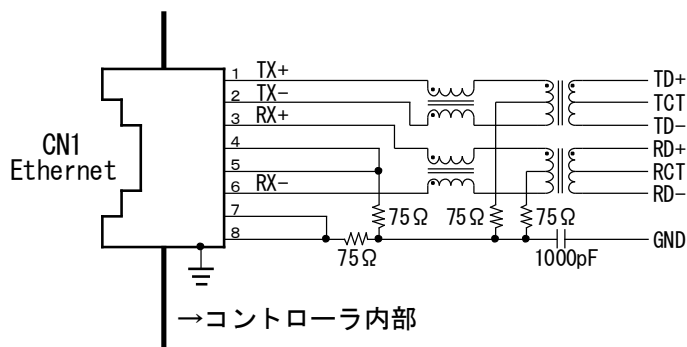 1 TX+
2 TX-
3 RX+
4
5
6 RX-
7
8
CN1
Ethernet
TD+
TCT
TD-
RD+
RCT
RD-
GND
75Ω
75Ω
75Ω
75Ω
1000pF
→コントローラ内部